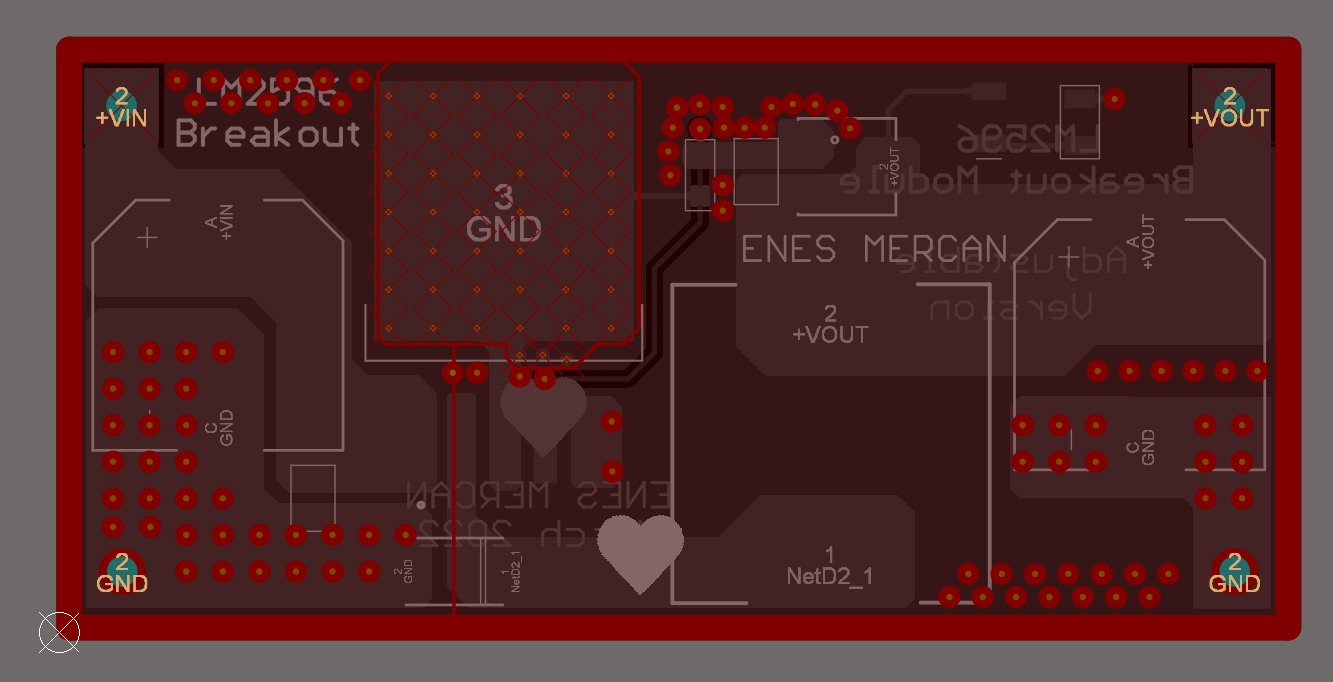 2
+VIN
LM2596
Breakout
3
GND
2
+VOUT
LM2596
Breakout Module
Adjustable
Version
A
+VIN
2
+VOUT
A
+VOUT
ENES MERCAN
2
+VOUT
C
GND
C
GND
ENES MERCAN
2022
2
GND
2
GND
1
NetD2_1
1
NetD2_1
2
GND